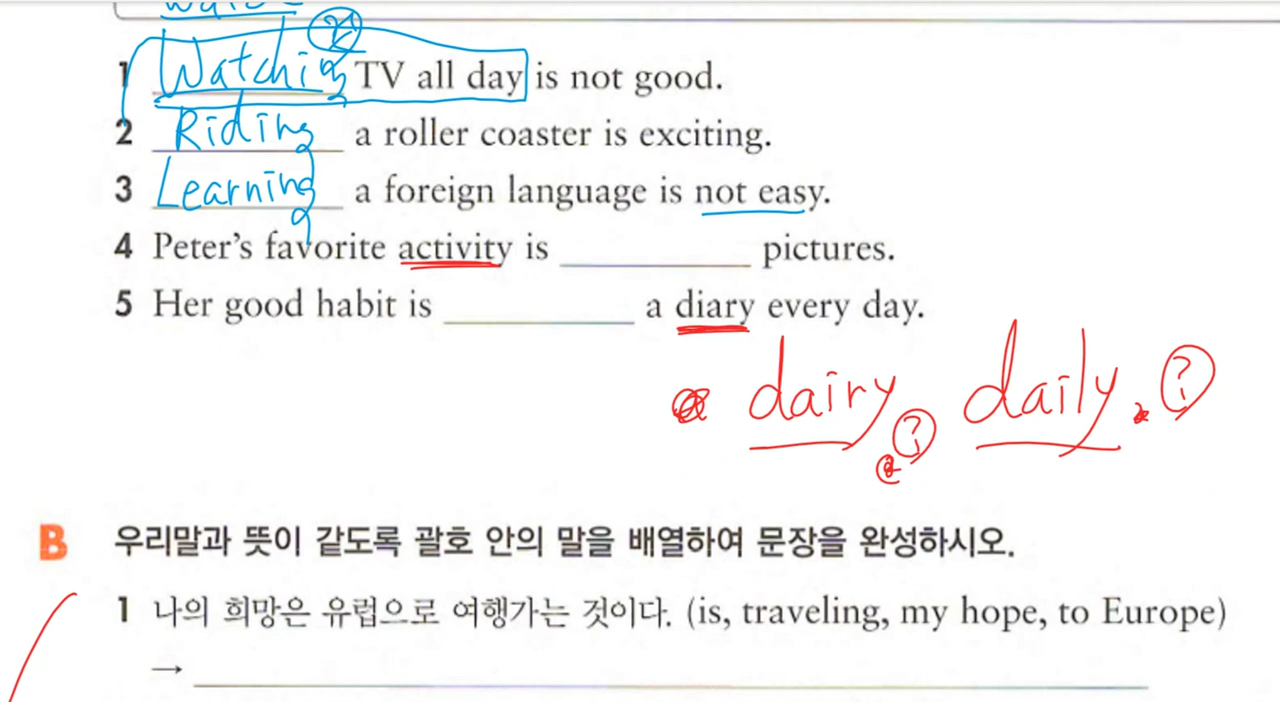 1 Watching TV all day is not good.
2 Riding a roller coaster is exciting.
3 Learning a foreign language is not easy.
4 Peter's favorite activity is __________ pictures.
5 Her good habit is __________ a diary every day.
dairy ? daily. ?
B 우리말과 뜻이 같도록 괄호 안의 말을 배열하여 문장을 완성하시오.
1 나의 희망은 유럽으로 여행가는 것이다. (is, traveling, my hope, to Europe)
→